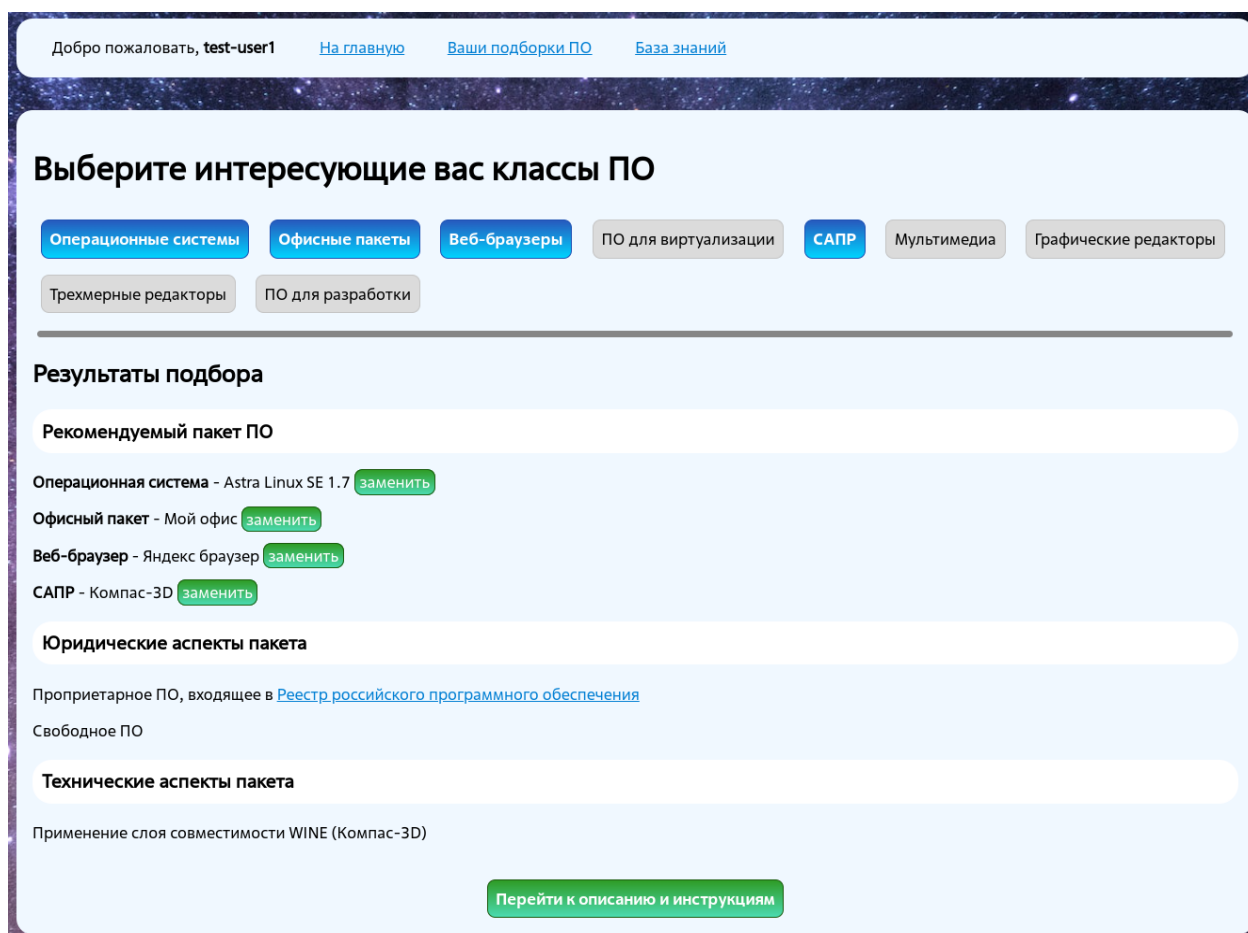 Добро пожаловать, test-user1 На главную Ваши подборки ПО База знаний
Выберите интересующие вас классы ПО
Операционные системы Офисные пакеты Веб-браузеры ПО для виртуализации САПР Мультимедиа Графические редакторы
Трехмерные редакторы ПО для разработки
Результаты подбора
Рекомендуемый пакет ПО
Операционная система - Astra Linux SE 1.7 заменить
Офисный пакет - Мой офис заменить
Веб-браузер - Яндекс браузер заменить
САПР - Компас-3D заменить
Юридические аспекты пакета
Проприетарное ПО, входящее в Реестр российского программного обеспечения
Свободное ПО
Технические аспекты пакета
Применение слоя совместимости WINE (Компас-3D)
Перейти к описанию и инструкциям